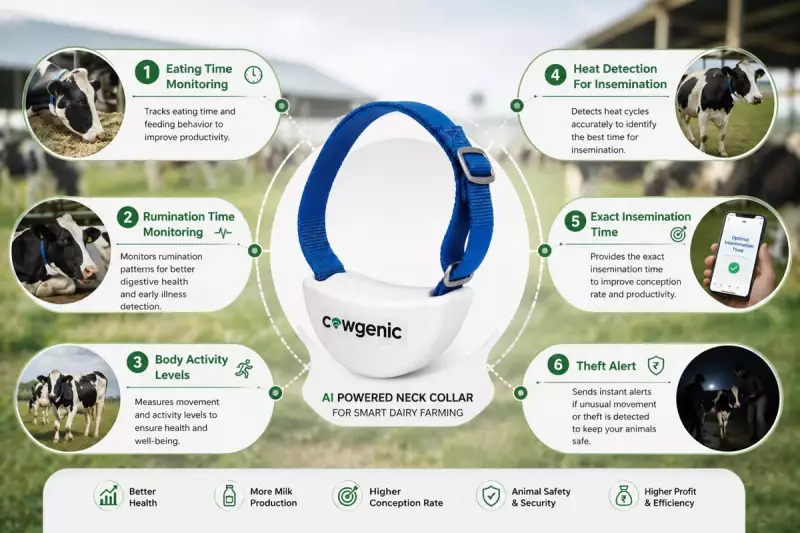 1 Eating Time
Monitoring
Tracks eating time and
feeding behavior to
improve productivity.
2 Rumination Time
Monitoring
Monitors rumination
patterns for better
digestive health
and early illness
detection.
3 Body Activity
Levels
Measures movement
and activity levels to
ensure health and
well-being.
Cowgenic
AI POWERED NECK COLLAR
FOR SMART DAIRY FARMING
4 Heat Detection
For Insemination
Detects heat cycles
accurately to identify
the best time for
insemination.
5 Exact Insemination
Time
Provides the exact
insemination time
to improve conception
rate and productivity.
Optimal
Insemination
Time
6 Theft Alert
₹
Sends instant alerts
if unusual movement
or theft is detected
to keep your animals
safe.
Better
Health
More Milk
Production
Higher
Conception Rate
Animal Safety
& Security
₹
Higher Profit
& Efficiency